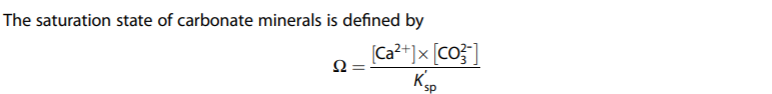 The saturation state of carbonate minerals is defined by
Ω = [Ca²⁺]×[CO₃²⁻] / K′sp